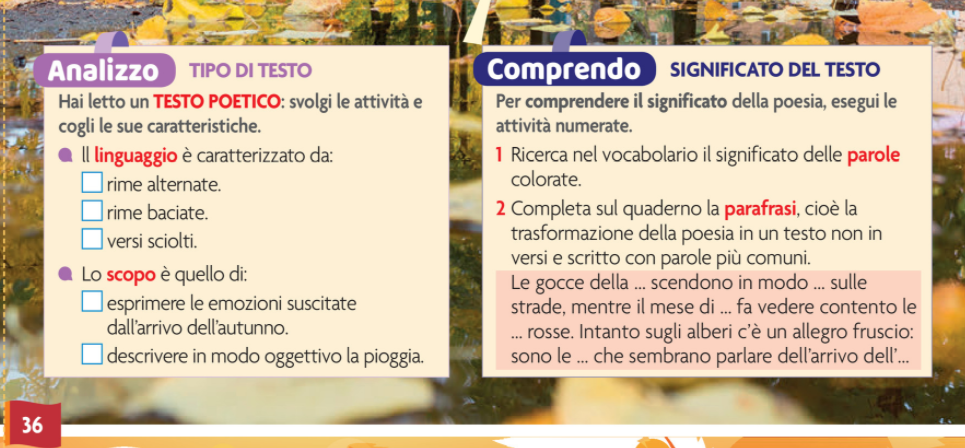 Analizzo TIPO DI TESTO
Hai letto un TESTO POETICO: svolgi le attività e
cogli le sue caratteristiche.
Il linguaggio è caratterizzato da:
rime alternate.
rime baciate.
versi sciolti.
Lo scopo è quello di:
esprimere le emozioni suscitate
dall'arrivo dell'autunno.
descrivere in modo oggettivo la pioggia.
Comprendo SIGNIFICATO DEL TESTO
Per comprendere il significato della poesia, esegui le
attività numerate.
1 Ricerca nel vocabolario il significato delle parole
colorate.
2 Completa sul quaderno la parafrasi, cioè la
trasformazione della poesia in un testo non in
versi e scritto con parole più comuni.
Le gocce della ... scendono in modo ... sulle
strade, mentre il mese di ... fa vedere contento le
... rosse. Intanto sugli alberi c'è un allegro fruscio:
sono le ... che sembrano parlare dell'arrivo dell'...
36